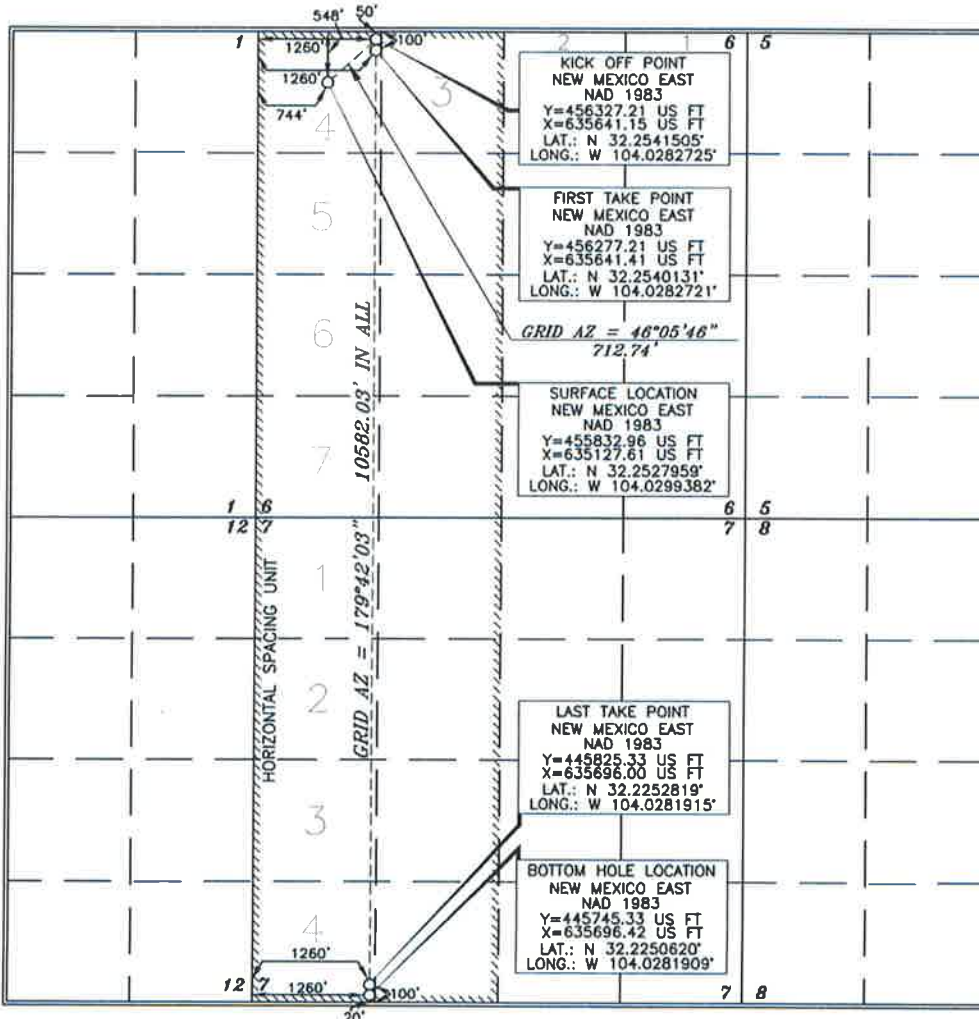 548'
50'
1
1260'
100'
2
1
6
5
1260'
3
744'
4
KICK OFF POINT
NEW MEXICO EAST
NAD 1983
Y=456327.21 US FT
X=635641.15 US FT
LAT.: N 32.2541505°
LONG.: W 104.0282725°
5
FIRST TAKE POINT
NEW MEXICO EAST
NAD 1983
Y=456277.21 US FT
X=635641.41 US FT
LAT.: N 32.2540131°
LONG.: W 104.0282721°
6
GRID AZ = 46°05'46"
712.74'
7
SURFACE LOCATION
NEW MEXICO EAST
NAD 1983
Y=455832.96 US FT
X=635127.61 US FT
LAT.: N 32.2527959°
LONG.: W 104.0299382°
GRID AZ = 179°42'03" 10582.03' IN ALL
1
6
6
5
12
7
7
8
HORIZONTAL SPACING UNIT
1
2
3
4
LAST TAKE POINT
NEW MEXICO EAST
NAD 1983
Y=445825.33 US FT
X=635696.00 US FT
LAT.: N 32.2252819°
LONG.: W 104.0281915°
BOTTOM HOLE LOCATION
NEW MEXICO EAST
NAD 1983
Y=445745.33 US FT
X=635696.42 US FT
LAT.: N 32.2250620°
LONG.: W 104.0281909°
1260'
12
7
1260'
100'
7
8
20'